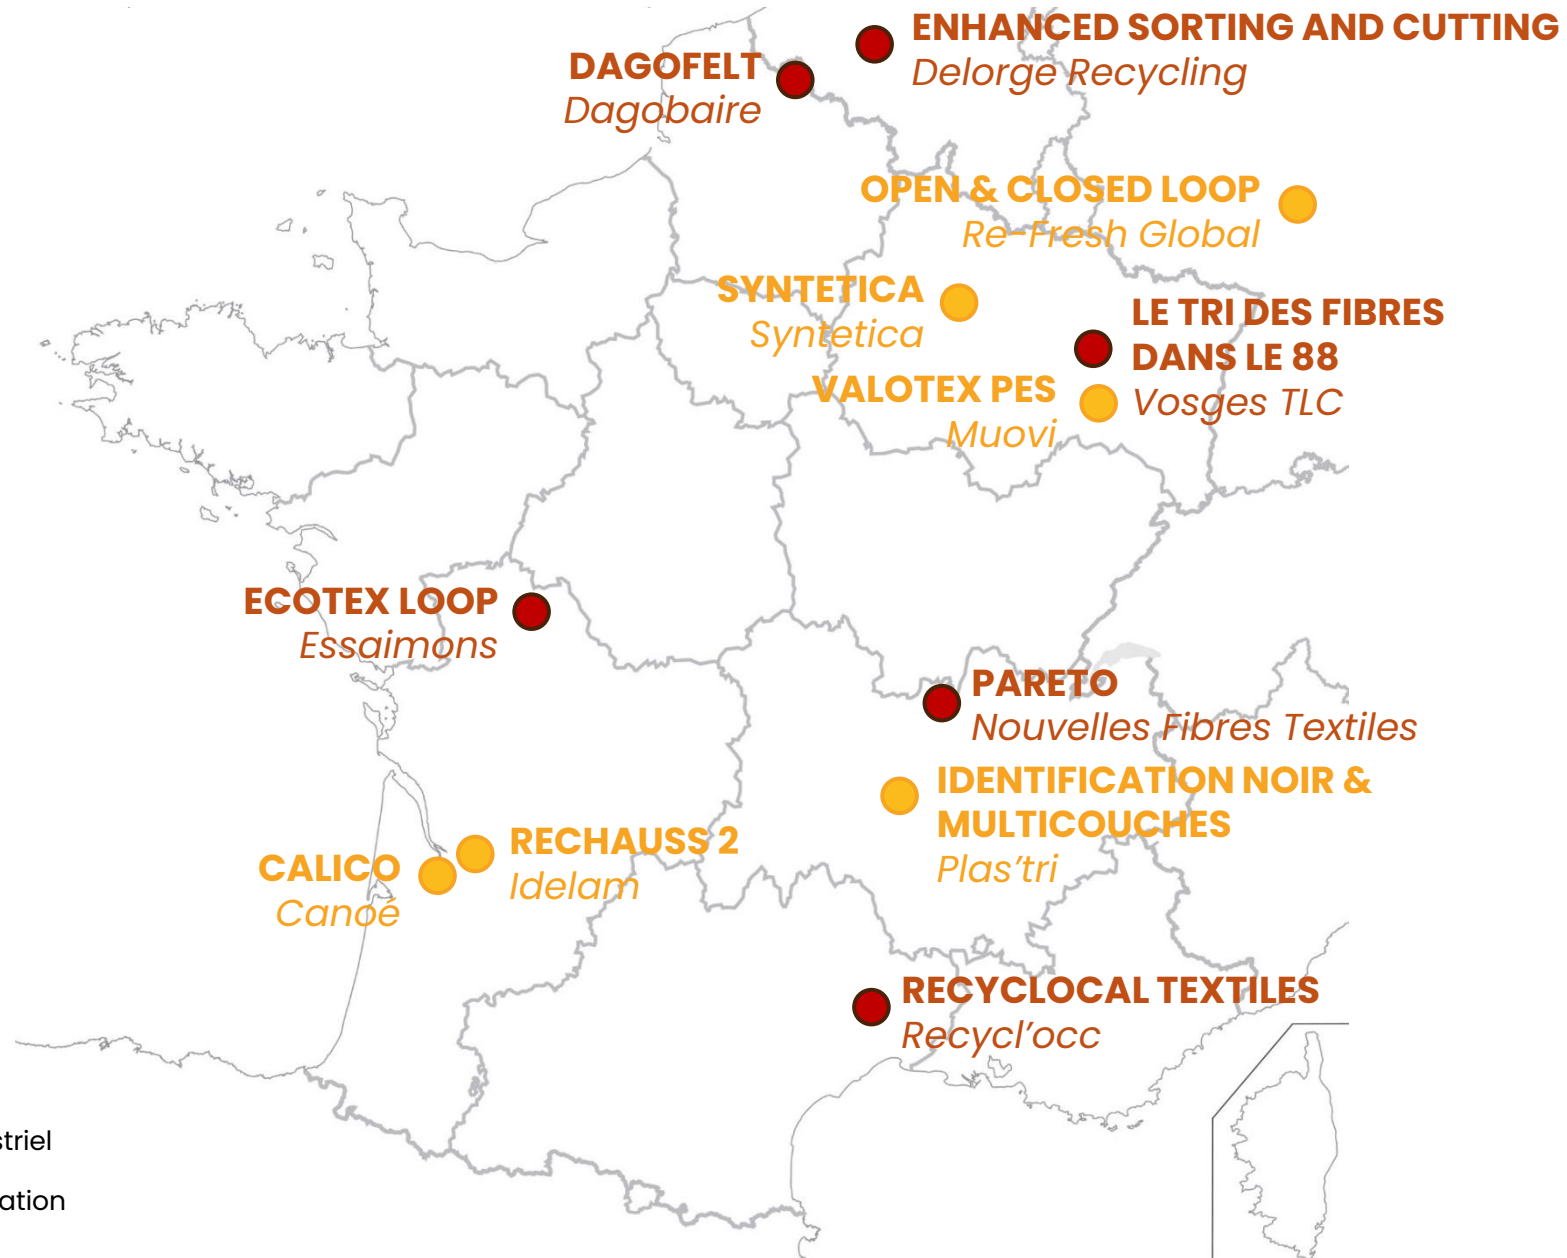 ENHANCED SORTING AND CUTTING
Delorge Recycling
DAGOFELT
Dagobaire
OPEN & CLOSED LOOP
Re-Fresh Global
SYNTETICA
Syntetica
LE TRI DES FIBRES
DANS LE 88
Vosges TLC
VALOTEX PES
Muovi
ECOTEX LOOP
Essaimons
PARETO
Nouvelles Fibres Textiles
IDENTIFICATION NOIR &
MULTICOUCHES
Plas'tri
RECHAUSS 2
Idelam
CALICO
Canoé
RECYCLOCAL TEXTILES
Recycl'occ
striel
ation